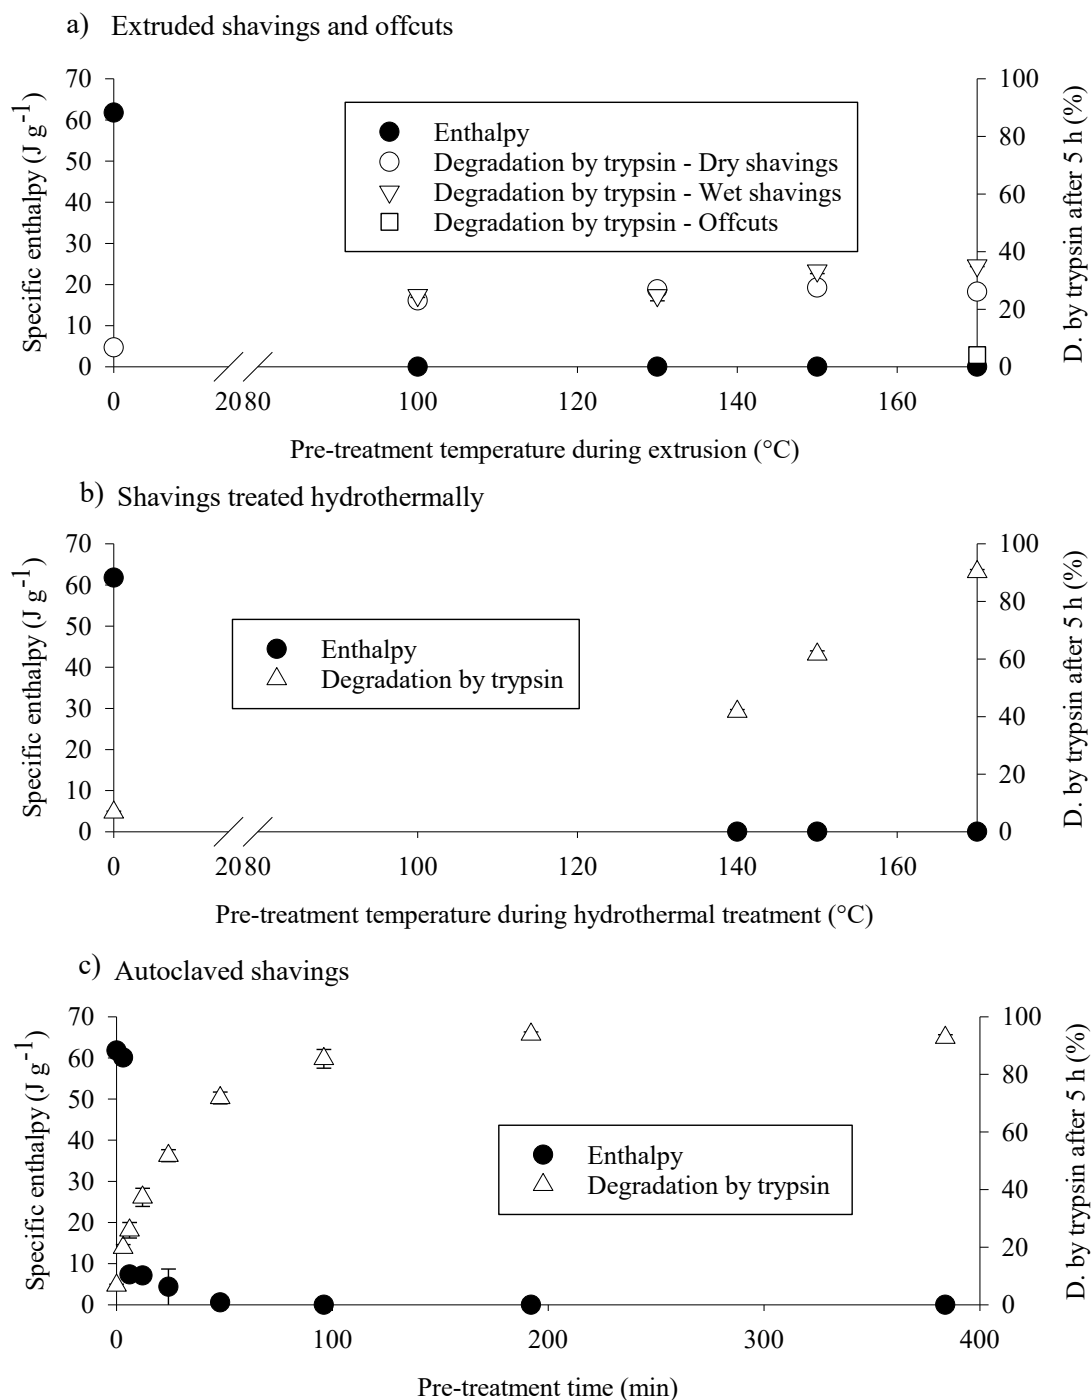 a) Extruded shavings and offcuts
70
60
50
40
30
20
10
0
Specific enthalpy (J g-1)
Enthalpy
Degradation by trypsin - Dry shavings
Degradation by trypsin - Wet shavings
Degradation by trypsin - Offcuts
100
80
60
40
20
0
D. by trypsin after 5 h (%)
0 20 80 100 120 140 160
Pre-treatment temperature during extrusion (°C)
b) Shavings treated hydrothermally
70
60
50
40
30
20
10
0
Specific enthalpy (J g-1)
Enthalpy
Degradation by trypsin
100
80
60
40
20
0
D. by trypsin after 5 h (%)
0 20 80 100 120 140 160
Pre-treatment temperature during hydrothermal treatment (°C)
c) Autoclaved shavings
70
60
50
40
30
20
10
0
Specific enthalpy (J g-1)
Enthalpy
Degradation by trypsin
100
80
60
40
20
0
D. by trypsin after 5 h (%)
0 100 200 300 400
Pre-treatment time (min)